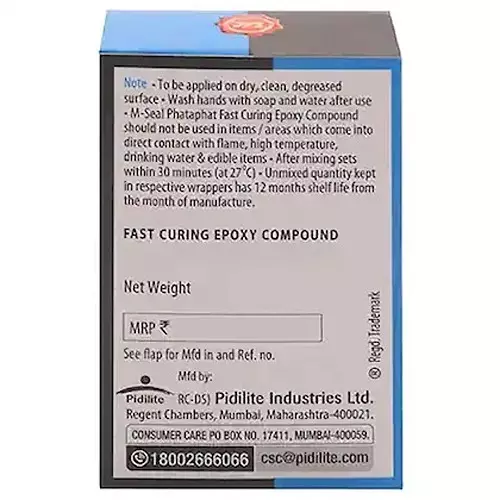 Note • To be applied on dry, clean, degreased
surface • Wash hands with soap and water after use
• M-Seal Phataphat Fast Curing Epoxy Compound
should not be used in items / areas which come into
direct contact with flame, high temperature,
drinking water & edible items • After mixing sets
within 30 minutes (at 27°C) • Unmixed quantity kept
in respective wrappers has 12 months shelf life from
the month of manufacture.
FAST CURING EPOXY COMPOUND
Net Weight
MRP ₹
See flap for Mfd in and Ref. no.
® Regd. Trademark
Mfd by:
Pidilite
RC-DS) Pidilite Industries Ltd.
Regent Chambers, Mumbai, Maharashtra-400021.
CONSUMER CARE PO BOX NO. 17411, MUMBAI-400059.
18002666066 csc@pidilite.com